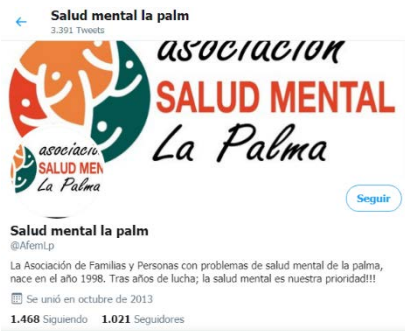 Salud mental la palm
3.391 Tweets
asociación
SALUD MENTAL
La Palma
asociació
SALUD MEN
La Palma
Seguir
Salud mental la palm
@AfemLp
La Asociación de Familias y Personas con problemas de salud mental de la palma,
nace en el año 1998. Tras años de lucha; la salud mental es nuestra prioridad!!!
Se unió en octubre de 2013
1.468 Siguiendo 1.021 Seguidores